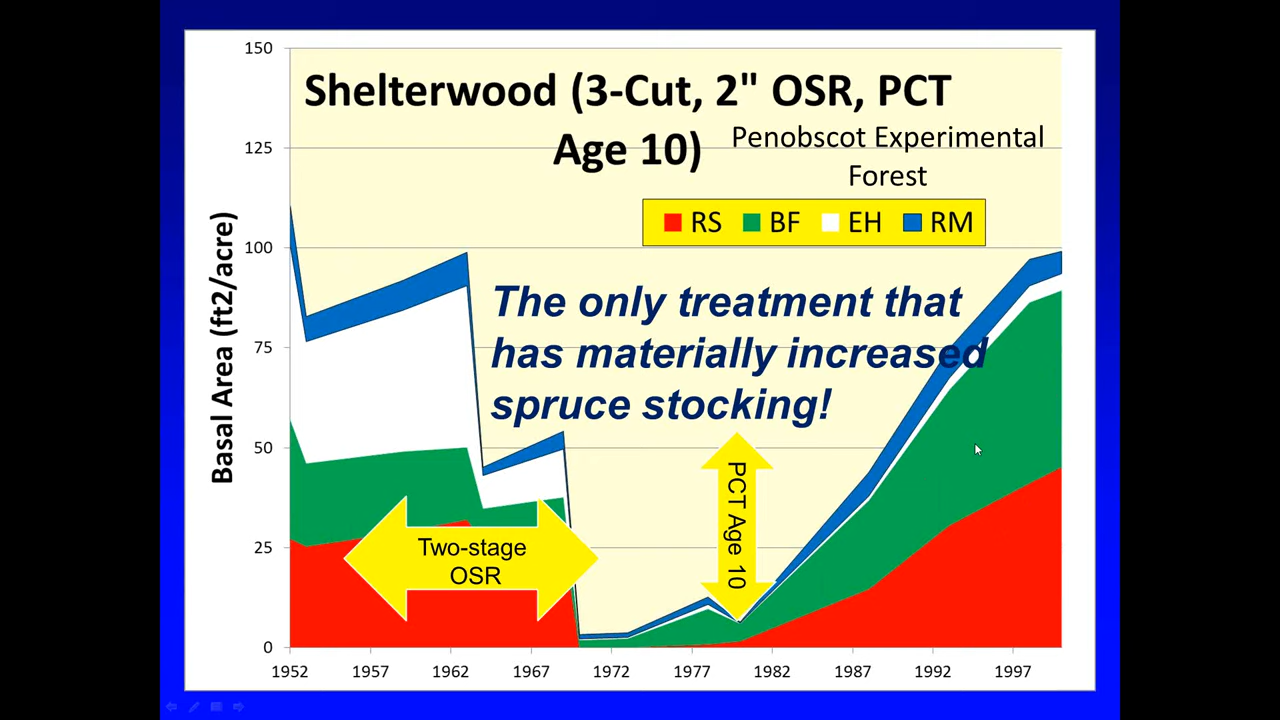 Shelterwood (3-Cut, 2" OSR, PCT
Age 10)
Penobscot Experimental
Forest
RS BF EH RM
The only treatment that
has materially increased
spruce stocking!
Two-stage
OSR
PCT Age 10
Basal Area (ft2/acre)
150
125
100
75
50
25
0
1952 1957 1962 1967 1972 1977 1982 1987 1992 1997